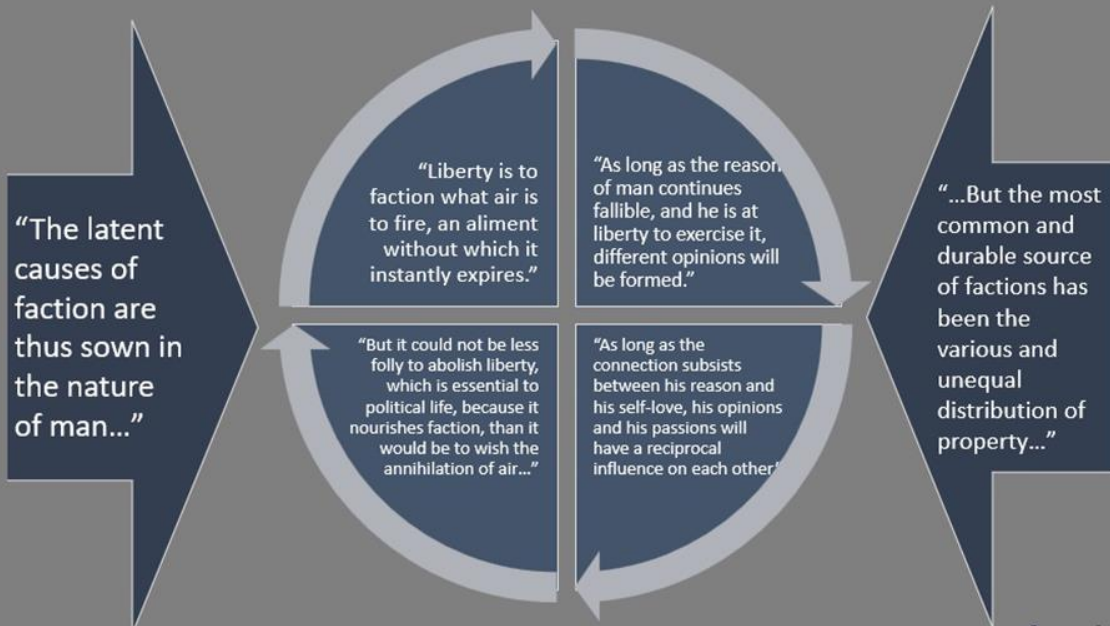 “The latent
causes of
faction are
thus sown in
the nature
of man...”
“Liberty is to
faction what air is
to fire, an aliment
without which it
instantly expires.”
“As long as the reason
of man continues
fallible, and he is at
liberty to exercise it,
different opinions will
be formed.”
“But it could not be less
folly to abolish liberty,
which is essential to
political life, because it
nourishes faction, than it
would be to wish the
annihilation of air...”
“As long as the
connection subsists
between his reason and
his self-love, his opinions
and his passions will
have a reciprocal
influence on each other”
“...But the most
common and
durable source
of factions has
been the
various and
unequal
distribution of
property...”